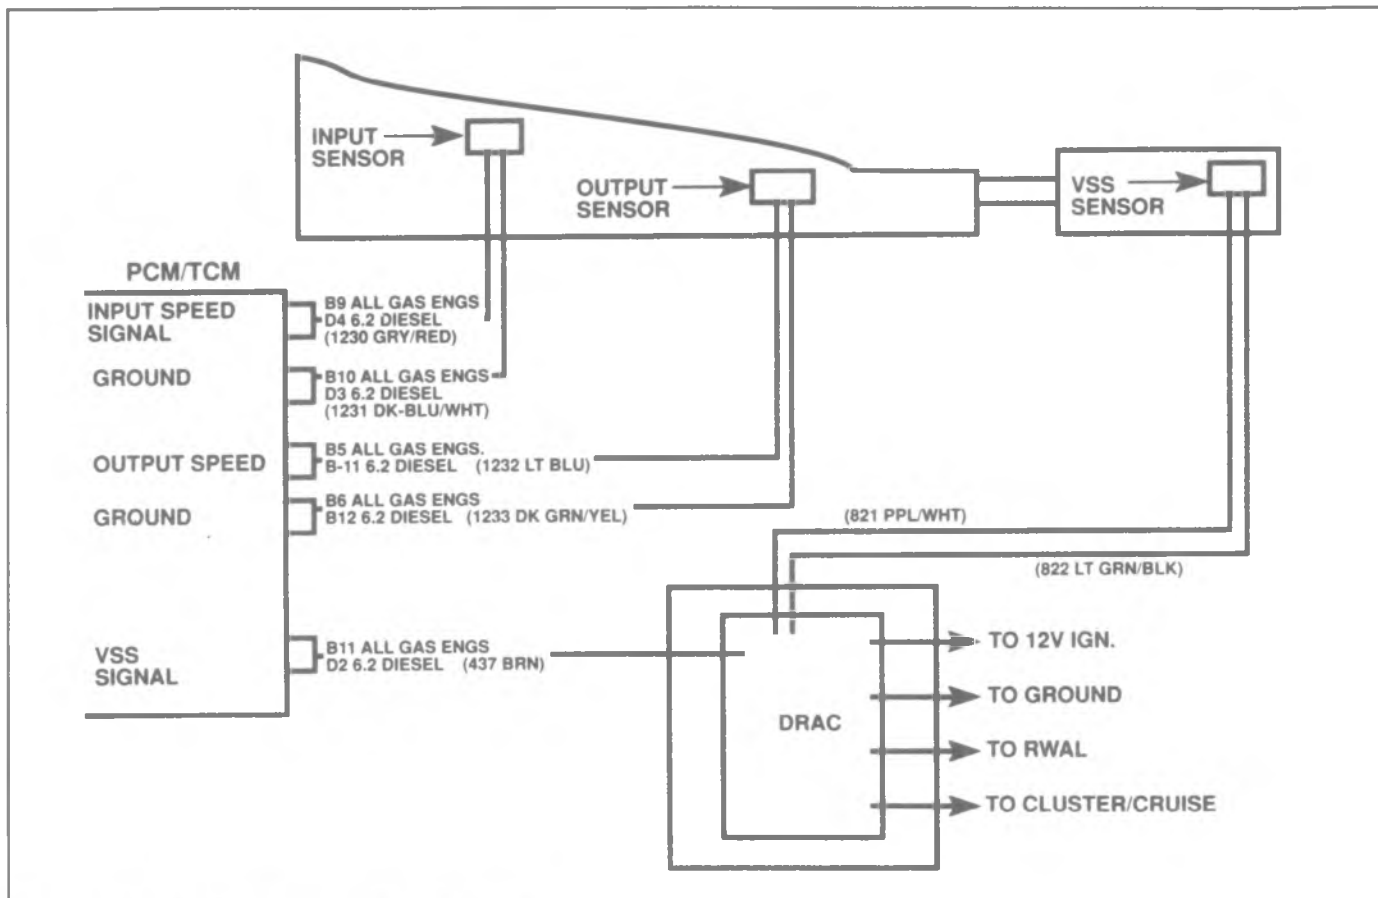 INPUT
SENSOR
OUTPUT
SENSOR
VSS
SENSOR
PCM/TCM
INPUT SPEED
SIGNAL
B9 ALL GAS ENGS
D4 6.2 DIESEL
(1230 GRY/RED)
GROUND
B10 ALL GAS ENGS
D3 6.2 DIESEL
(1231 DK-BLU/WHT)
OUTPUT SPEED
B5 ALL GAS ENGS.
B-11 6.2 DIESEL (1232 LT BLU)
GROUND
B6 ALL GAS ENGS
B12 6.2 DIESEL (1233 DK GRN/YEL)
(821 PPL/WHT)
(822 LT GRN/BLK)
VSS
SIGNAL
B11 ALL GAS ENGS
D2 6.2 DIESEL (437 BRN)
DRAC
TO 12V IGN.
TO GROUND
TO RWAL
TO CLUSTER/CRUISE